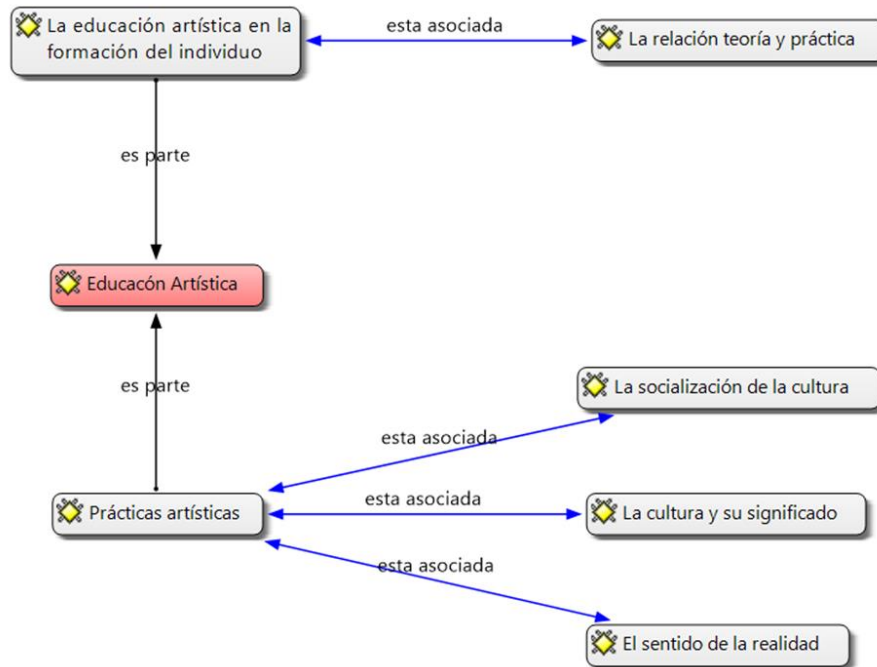 La educación artística en la
formación del individuo
esta asociada
La relación teoría y práctica
es parte
Educacón Artística
es parte
La socialización de la cultura
esta asociada
Prácticas artísticas
esta asociada
La cultura y su significado
esta asociada
El sentido de la realidad